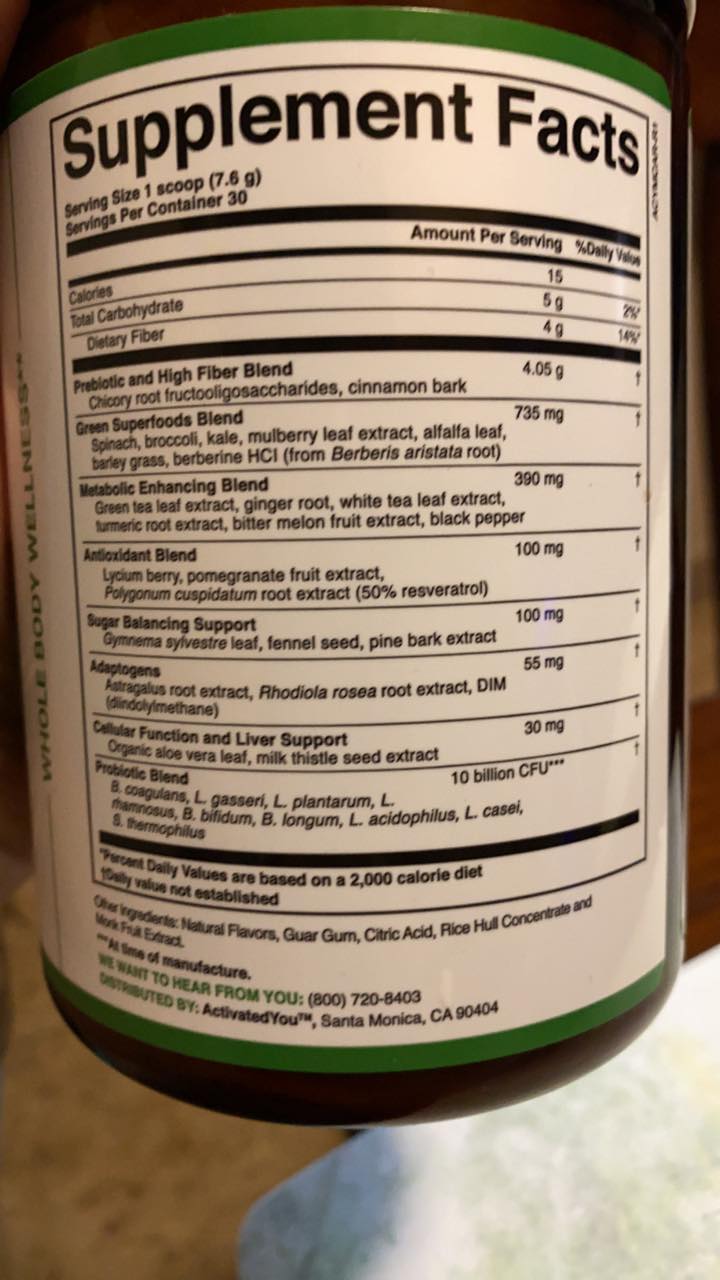 Supplement Facts
Serving Size 1 scoop (7.6 g)
Servings Per Container 30
Amount Per Serving %Daily Value
Calories 15
Total Carbohydrate 5 g 2%*
Dietary Fiber 4 g 14%*
Prebiotic and High Fiber Blend 4.05 g †
Chicory root fructooligosaccharides, cinnamon bark
Green Superfoods Blend 735 mg †
Spinach, broccoli, kale, mulberry leaf extract, alfalfa leaf,
barley grass, berberine HCI (from Berberis aristata root)
Metabolic Enhancing Blend 390 mg †
Green tea leaf extract, ginger root, white tea leaf extract,
turmeric root extract, bitter melon fruit extract, black pepper
Antioxidant Blend 100 mg †
Lycium berry, pomegranate fruit extract,
Polygonum cuspidatum root extract (50% resveratrol)
Sugar Balancing Support 100 mg †
Gymnema sylvestre leaf, fennel seed, pine bark extract
Adaptogens 55 mg †
Astragalus root extract, Rhodiola rosea root extract, DIM
(diindolylmethane)
Cellular Function and Liver Support 30 mg †
Organic aloe vera leaf, milk thistle seed extract
Probiotic Blend 10 billion CFU*** †
B. coagulans, L. gasseri, L. plantarum, L.
rhamnosus, B. bifidum, B. longum, L. acidophilus, L. casei,
S. thermophilus
*Percent Daily Values are based on a 2,000 calorie diet
†Daily value not established
Other Ingredients: Natural Flavors, Guar Gum, Citric Acid, Rice Hull Concentrate and
Monk Fruit Extract.
***At time of manufacture.
WE WANT TO HEAR FROM YOU: (800) 720-8403
DISTRIBUTED BY: ActivatedYou™, Santa Monica, CA 90404
WHOLE BODY WELLNESS**